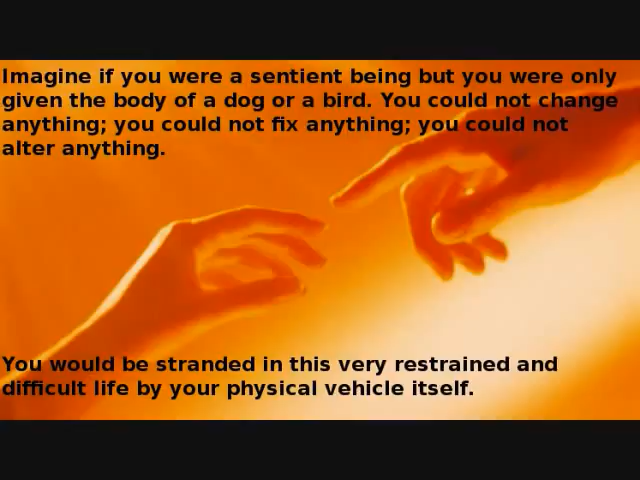 Imagine if you were a sentient being but you were only
given the body of a dog or a bird. You could not change
anything; you could not fix anything; you could not
alter anything.
You would be stranded in this very restrained and
difficult life by your physical vehicle itself.